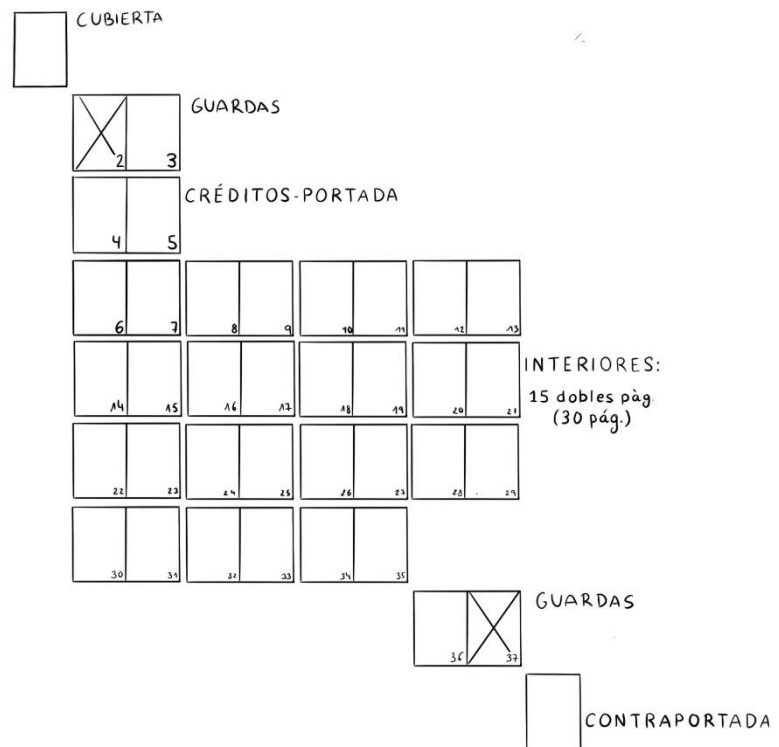 CUBIERTA
GUARDAS
2 3
CRÉDITOS-PORTADA
4 5
6 7 8 9 10 11 12 13
INTERIORES:
15 dobles pàg.
(30 pág.)
14 15 16 17 18 19 20 21
22 23 24 25 26 27 28 29
30 31 32 33 34 35
GUARDAS
36 37
CONTRAPORTADA